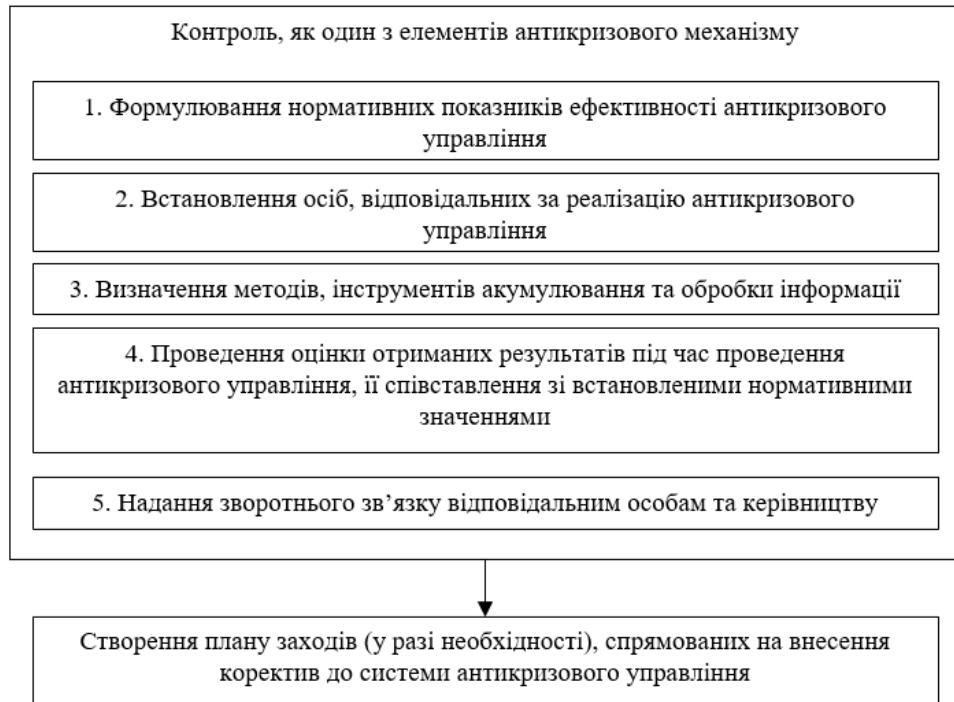 Контроль, як один з елементів антикризового механізму
1. Формулювання нормативних показників ефективності антикризового
управління
2. Встановлення осіб, відповідальних за реалізацію антикризового
управління
3. Визначення методів, інструментів акумулювання та обробки інформації
4. Проведення оцінки отриманих результатів під час проведення
антикризового управління, її співставлення зі встановленими нормативними
значеннями
5. Надання зворотнього зв’язку відповідальним особам та керівництву
Створення плану заходів (у разі необхідності), спрямованих на внесення
коректив до системи антикризового управління